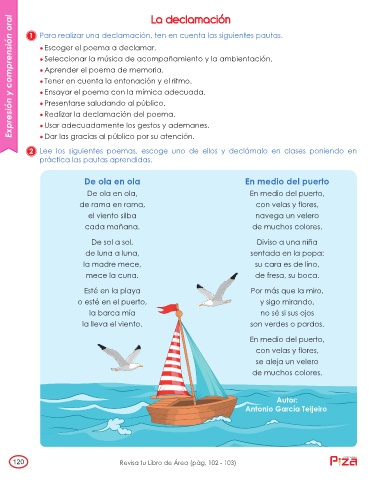 Expresión y comprensión oral
La declamación
1 Para realizar una declamación, ten en cuenta las siguientes pautas.
• Escoger el poema a declamar.
• Seleccionar la música de acompañamiento y la ambientación.
• Aprender el poema de memoria.
• Tener en cuenta la entonación y el ritmo.
• Ensayar el poema con la mímica adecuada.
• Presentarse saludando al público.
• Realizar la declamación del poema.
• Usar adecuadamente los gestos y ademanes.
• Dar las gracias al público por su atención.
2 Lee los siguientes poemas, escoge uno de ellos y declámalo en clases poniendo en
práctica las pautas aprendidas.
De ola en ola
De ola en ola,
de rama en rama,
el viento silba
cada mañana.
De sol a sol,
de luna a luna,
la madre mece,
mece la cuna.
Esté en la playa
o esté en el puerto,
la barca mía
la lleva el viento.
En medio del puerto
En medio del puerto,
con velas y flores,
navega un velero
de muchos colores.
Diviso a una niña
sentada en la popa:
su cara es de lino,
de fresa, su boca.
Por más que la miro,
y sigo mirando,
no sé si sus ojos
son verdes o pardos.
En medio del puerto,
con velas y flores,
se aleja un velero
de muchos colores.
Autor:
Antonio García Teijeiro
120
Revisa tu Libro de Área (pág. 102 - 103)